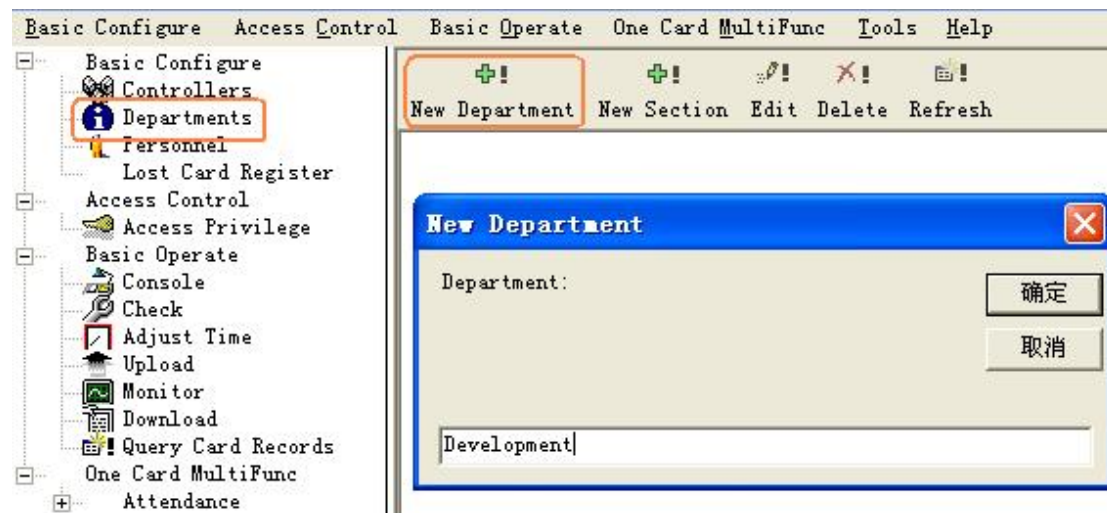 Basic Configure Access Control Basic Operate One Card MultiFunc Tools Help
Basic Configure
Controllers
Departments
Personnel
Lost Card Register
Access Control
Access Privilege
Basic Operate
Console
Check
Adjust Time
Upload
Monitor
Download
Query Card Records
One Card MultiFunc
Attendance
New Department New Section Edit Delete Refresh
New Department
Department:
确定
取消
Development